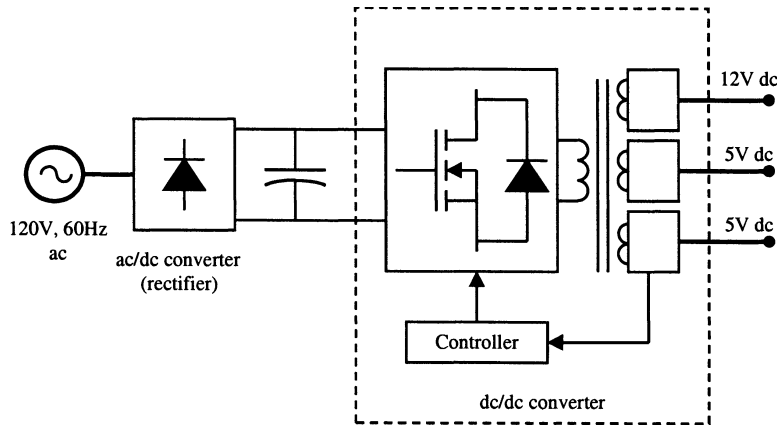 12V dc
5V dc
120V, 60Hz
ac
ac/dc converter
(rectifier)
5V dc
Controller
dc/dc converter